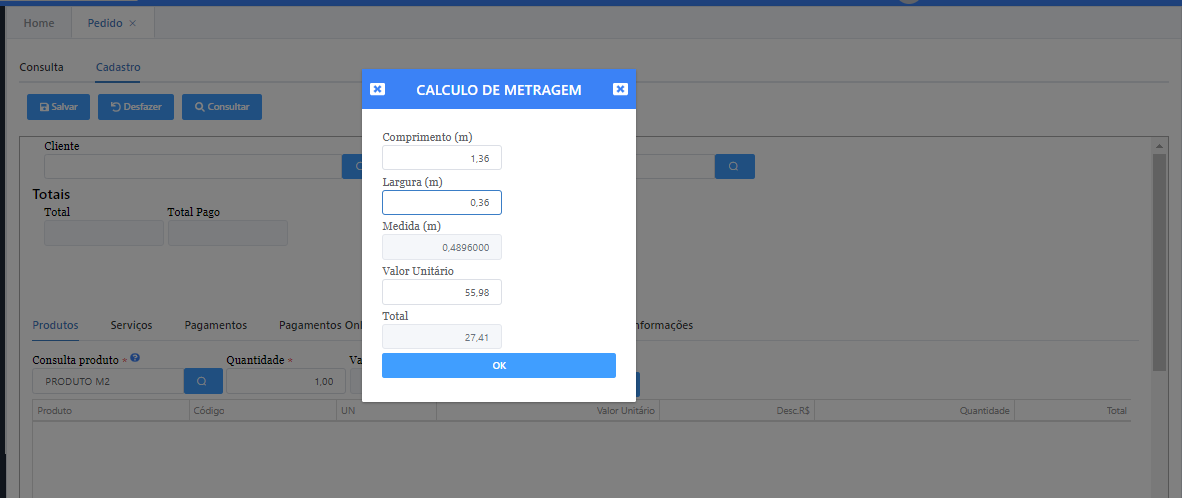 Home
Pedido ×
Consulta
Cadastro
Salvar
Desfazer
Consultar
Cliente
Totais
Total
Total Pago
CALCULO DE METRAGEM
Comprimento (m)
1,36
Largura (m)
0,36
Medida (m)
0,4896000
Valor Unitário
55,98
Total
27,41
OK
Produtos
Serviços
Pagamentos
Pagamentos Onl
nformações
Consulta produto *
Quantidade *
Va
PRODUTO M2
1,00
Produto
Código
UN
Valor Unitário
Desc.R$
Quantidade
Total